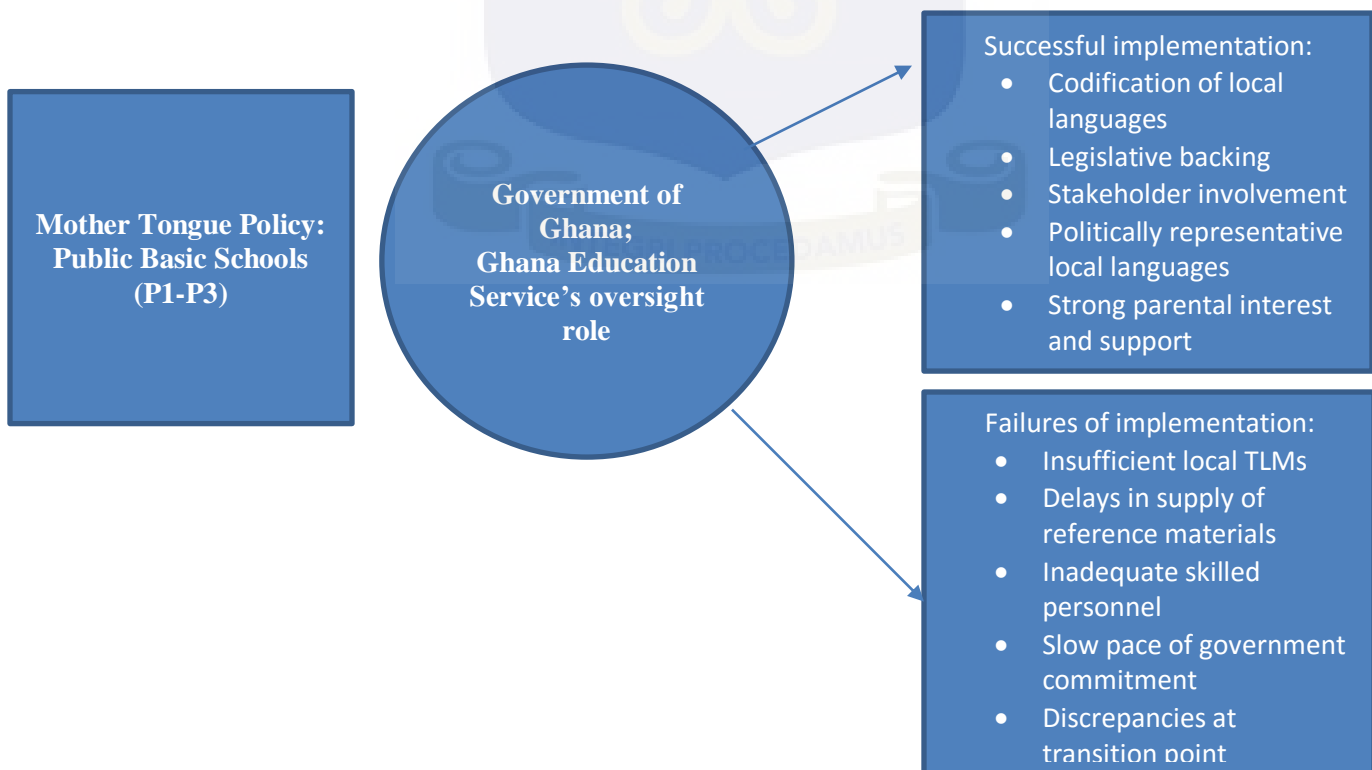 Mother Tongue Policy:
Public Basic Schools
(P1-P3)
Government of
Ghana;
Ghana Education
Service's oversight
role
Successful implementation:
• Codification of local
languages
• Legislative backing
• Stakeholder involvement
• Politically representative
local languages
• Strong parental interest
and support
Failures of implementation:
• Insufficient local TLMs
• Delays in supply of
reference materials
• Inadequate skilled
personnel
• Slow pace of government
commitment
• Discrepancies at
transition point
PROCEDAMUS